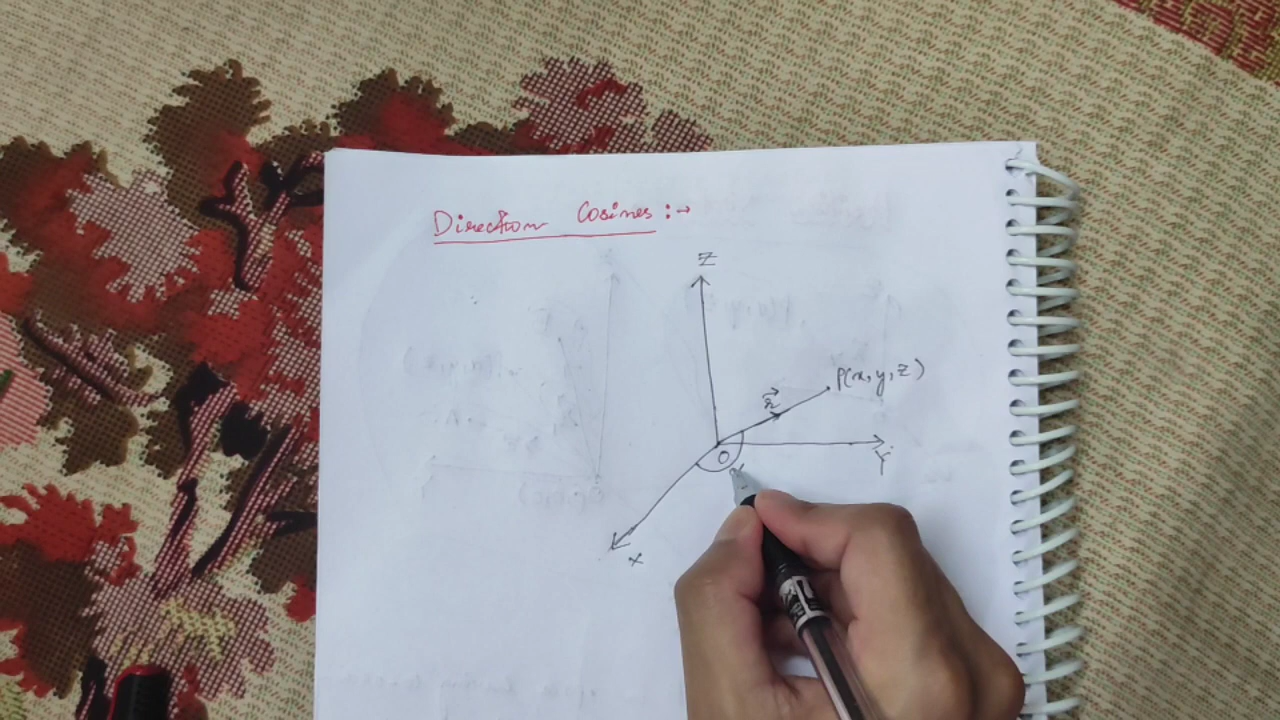 Direction Cosines :→
Z
P(x, y, z)
r
O
Y
α
X